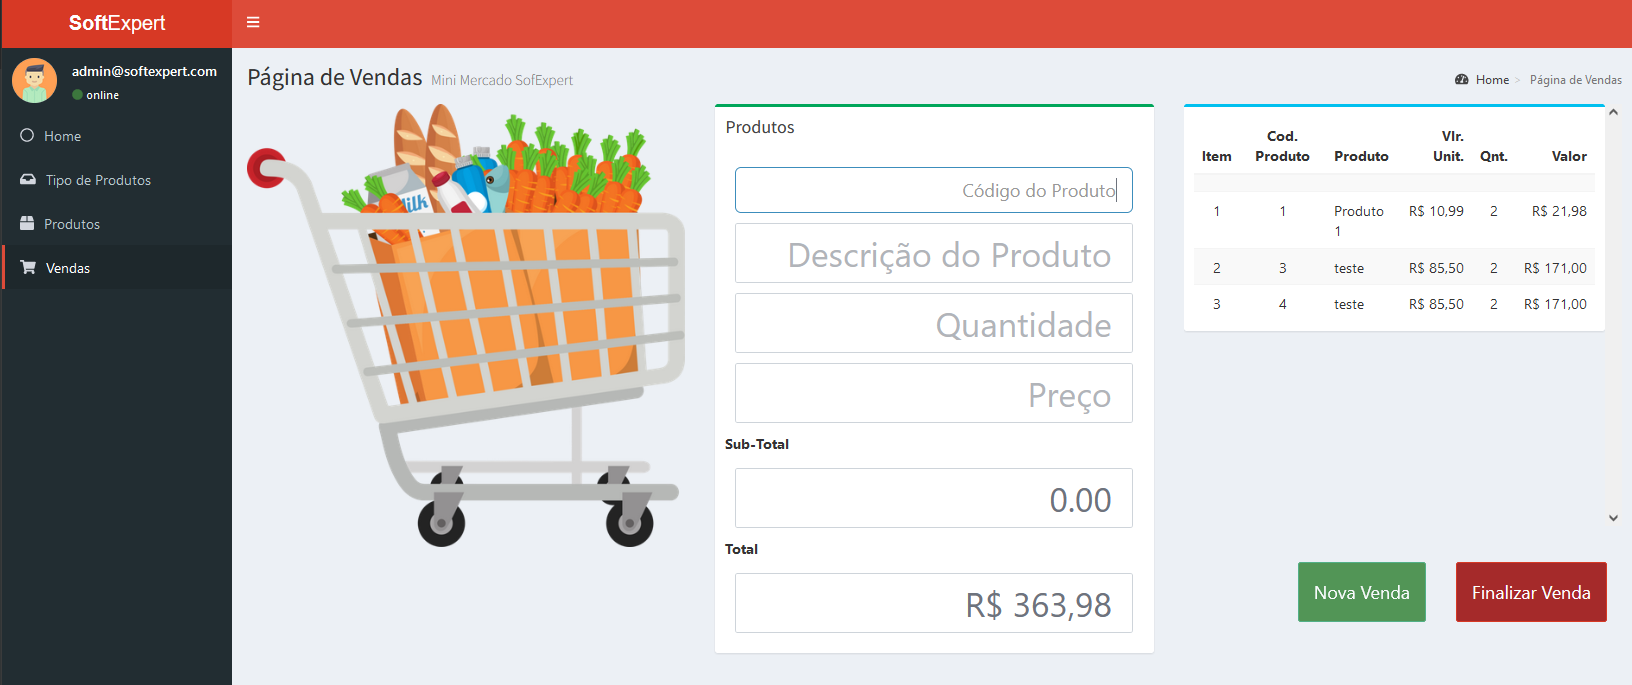 SoftExpert
admin@softexpert.com
online
Home
Tipo de Produtos
Produtos
Vendas
Página de Vendas Mini Mercado SofExpert
Home > Página de Vendas
Milk
Produtos
Código do Produto
Descrição do Produto
Quantidade
Preço
Sub-Total
0.00
Total
R$ 363,98
Item Cod. Produto Produto Vlr. Unit. Qnt. Valor
1 1 Produto 1 R$ 10,99 2 R$ 21,98
2 3 teste R$ 85,50 2 R$ 171,00
3 4 teste R$ 85,50 2 R$ 171,00
Nova Venda Finalizar Venda